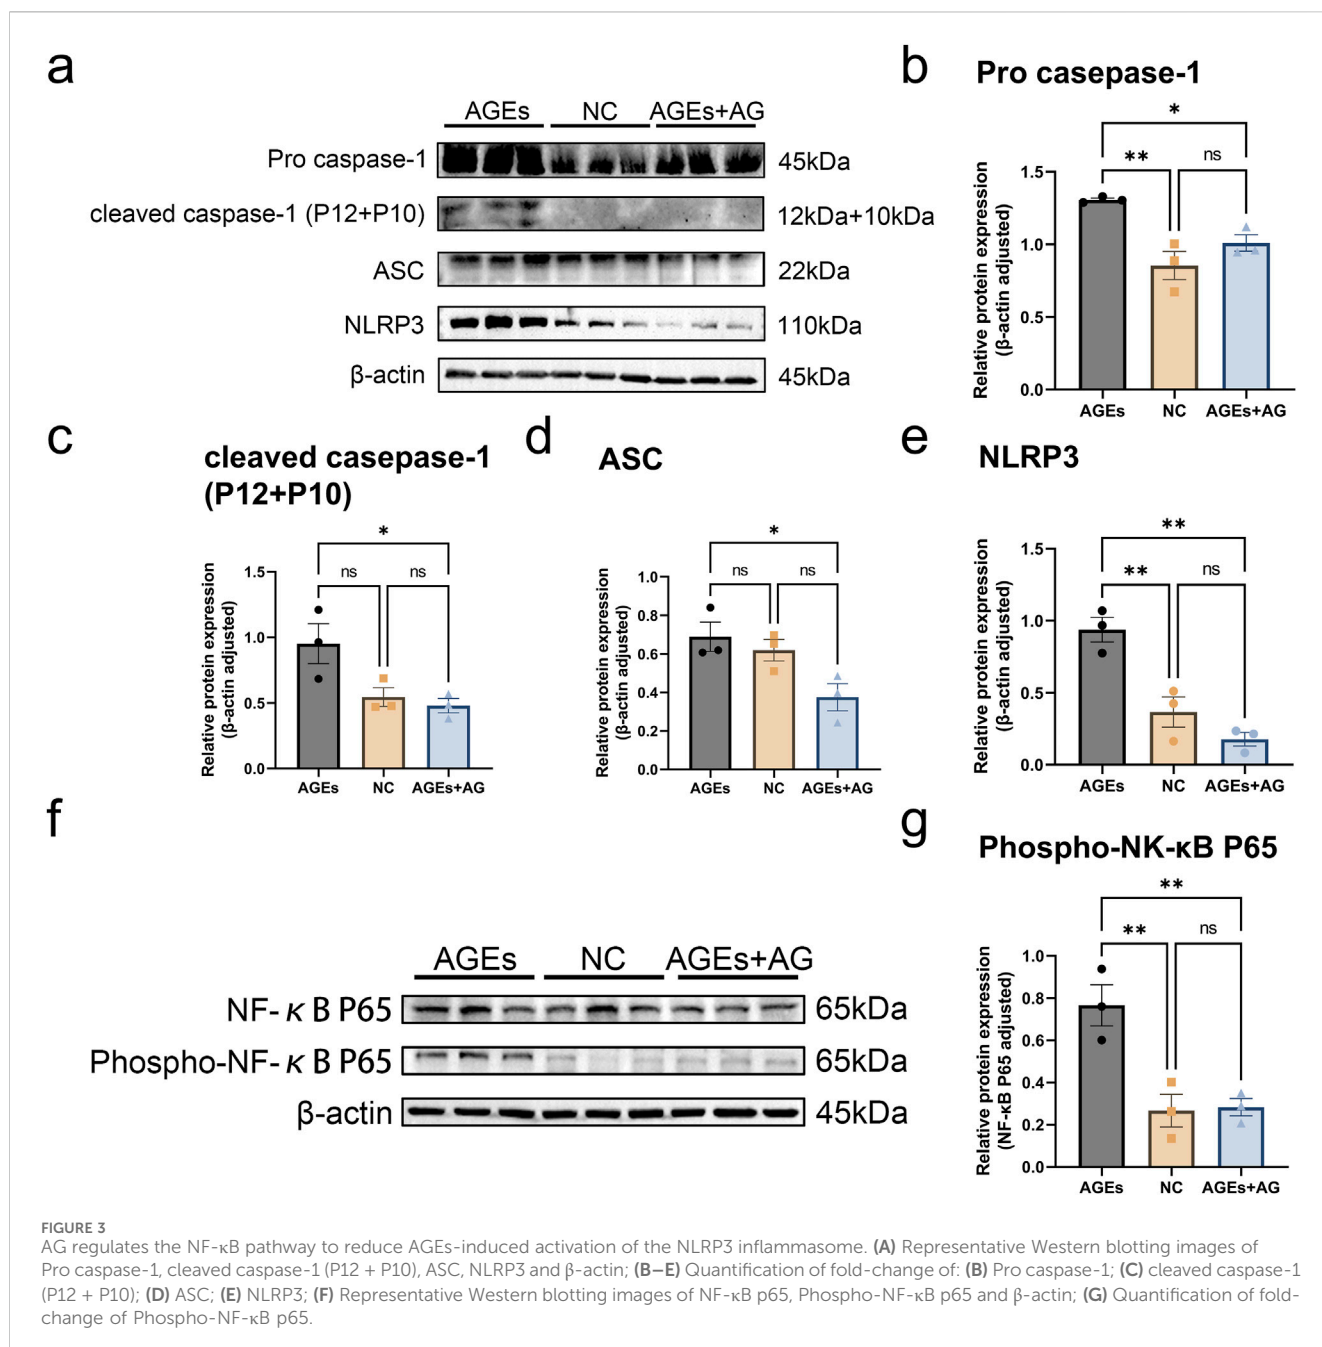 a
AGEs NC AGEs+AG
Pro caspase-1 45kDa
cleaved caspase-1 (P12+P10) 12kDa+10kDa
ASC 22kDa
NLRP3 110kDa
β-actin 45kDa
b
Pro casepase-1
*
** ns
Relative protein expression
(β-actin adjusted)
1.5
1.0
0.5
0.0
AGEs NC AGEs+AG
c
cleaved casepase-1
(P12+P10)
*
ns ns
Relative protein expression
(β-actin adjusted)
1.5
1.0
0.5
0.0
AGEs NC AGEs+AG
d
ASC
*
ns ns
Relative protein expression
(β-actin adjusted)
1.0
0.8
0.6
0.4
0.2
0.0
AGEs NC AGEs+AG
e
NLRP3
**
** ns
Relative protein expression
(β-actin adjusted)
1.5
1.0
0.5
0.0
AGEs NC AGEs+AG
f
AGEs NC AGEs+AG
NF-κB P65 65kDa
Phospho-NF-κB P65 65kDa
β-actin 45kDa
g
Phospho-NK-κB P65
**
** ns
Relative protein expression
(NF-κB P65 adjusted)
1.0
0.8
0.6
0.4
0.2
0.0
AGEs NC AGEs+AG
FIGURE 3
AG regulates the NF-κB pathway to reduce AGEs-induced activation of the NLRP3 inflammasome. (A) Representative Western blotting images of
Pro caspase-1, cleaved caspase-1 (P12 + P10), ASC, NLRP3 and β-actin; (B–E) Quantification of fold-change of: (B) Pro caspase-1; (C) cleaved caspase-1
(P12 + P10); (D) ASC; (E) NLRP3; (F) Representative Western blotting images of NF-κB p65, Phospho-NF-κB p65 and β-actin; (G) Quantification of fold-
change of Phospho-NF-κB p65.